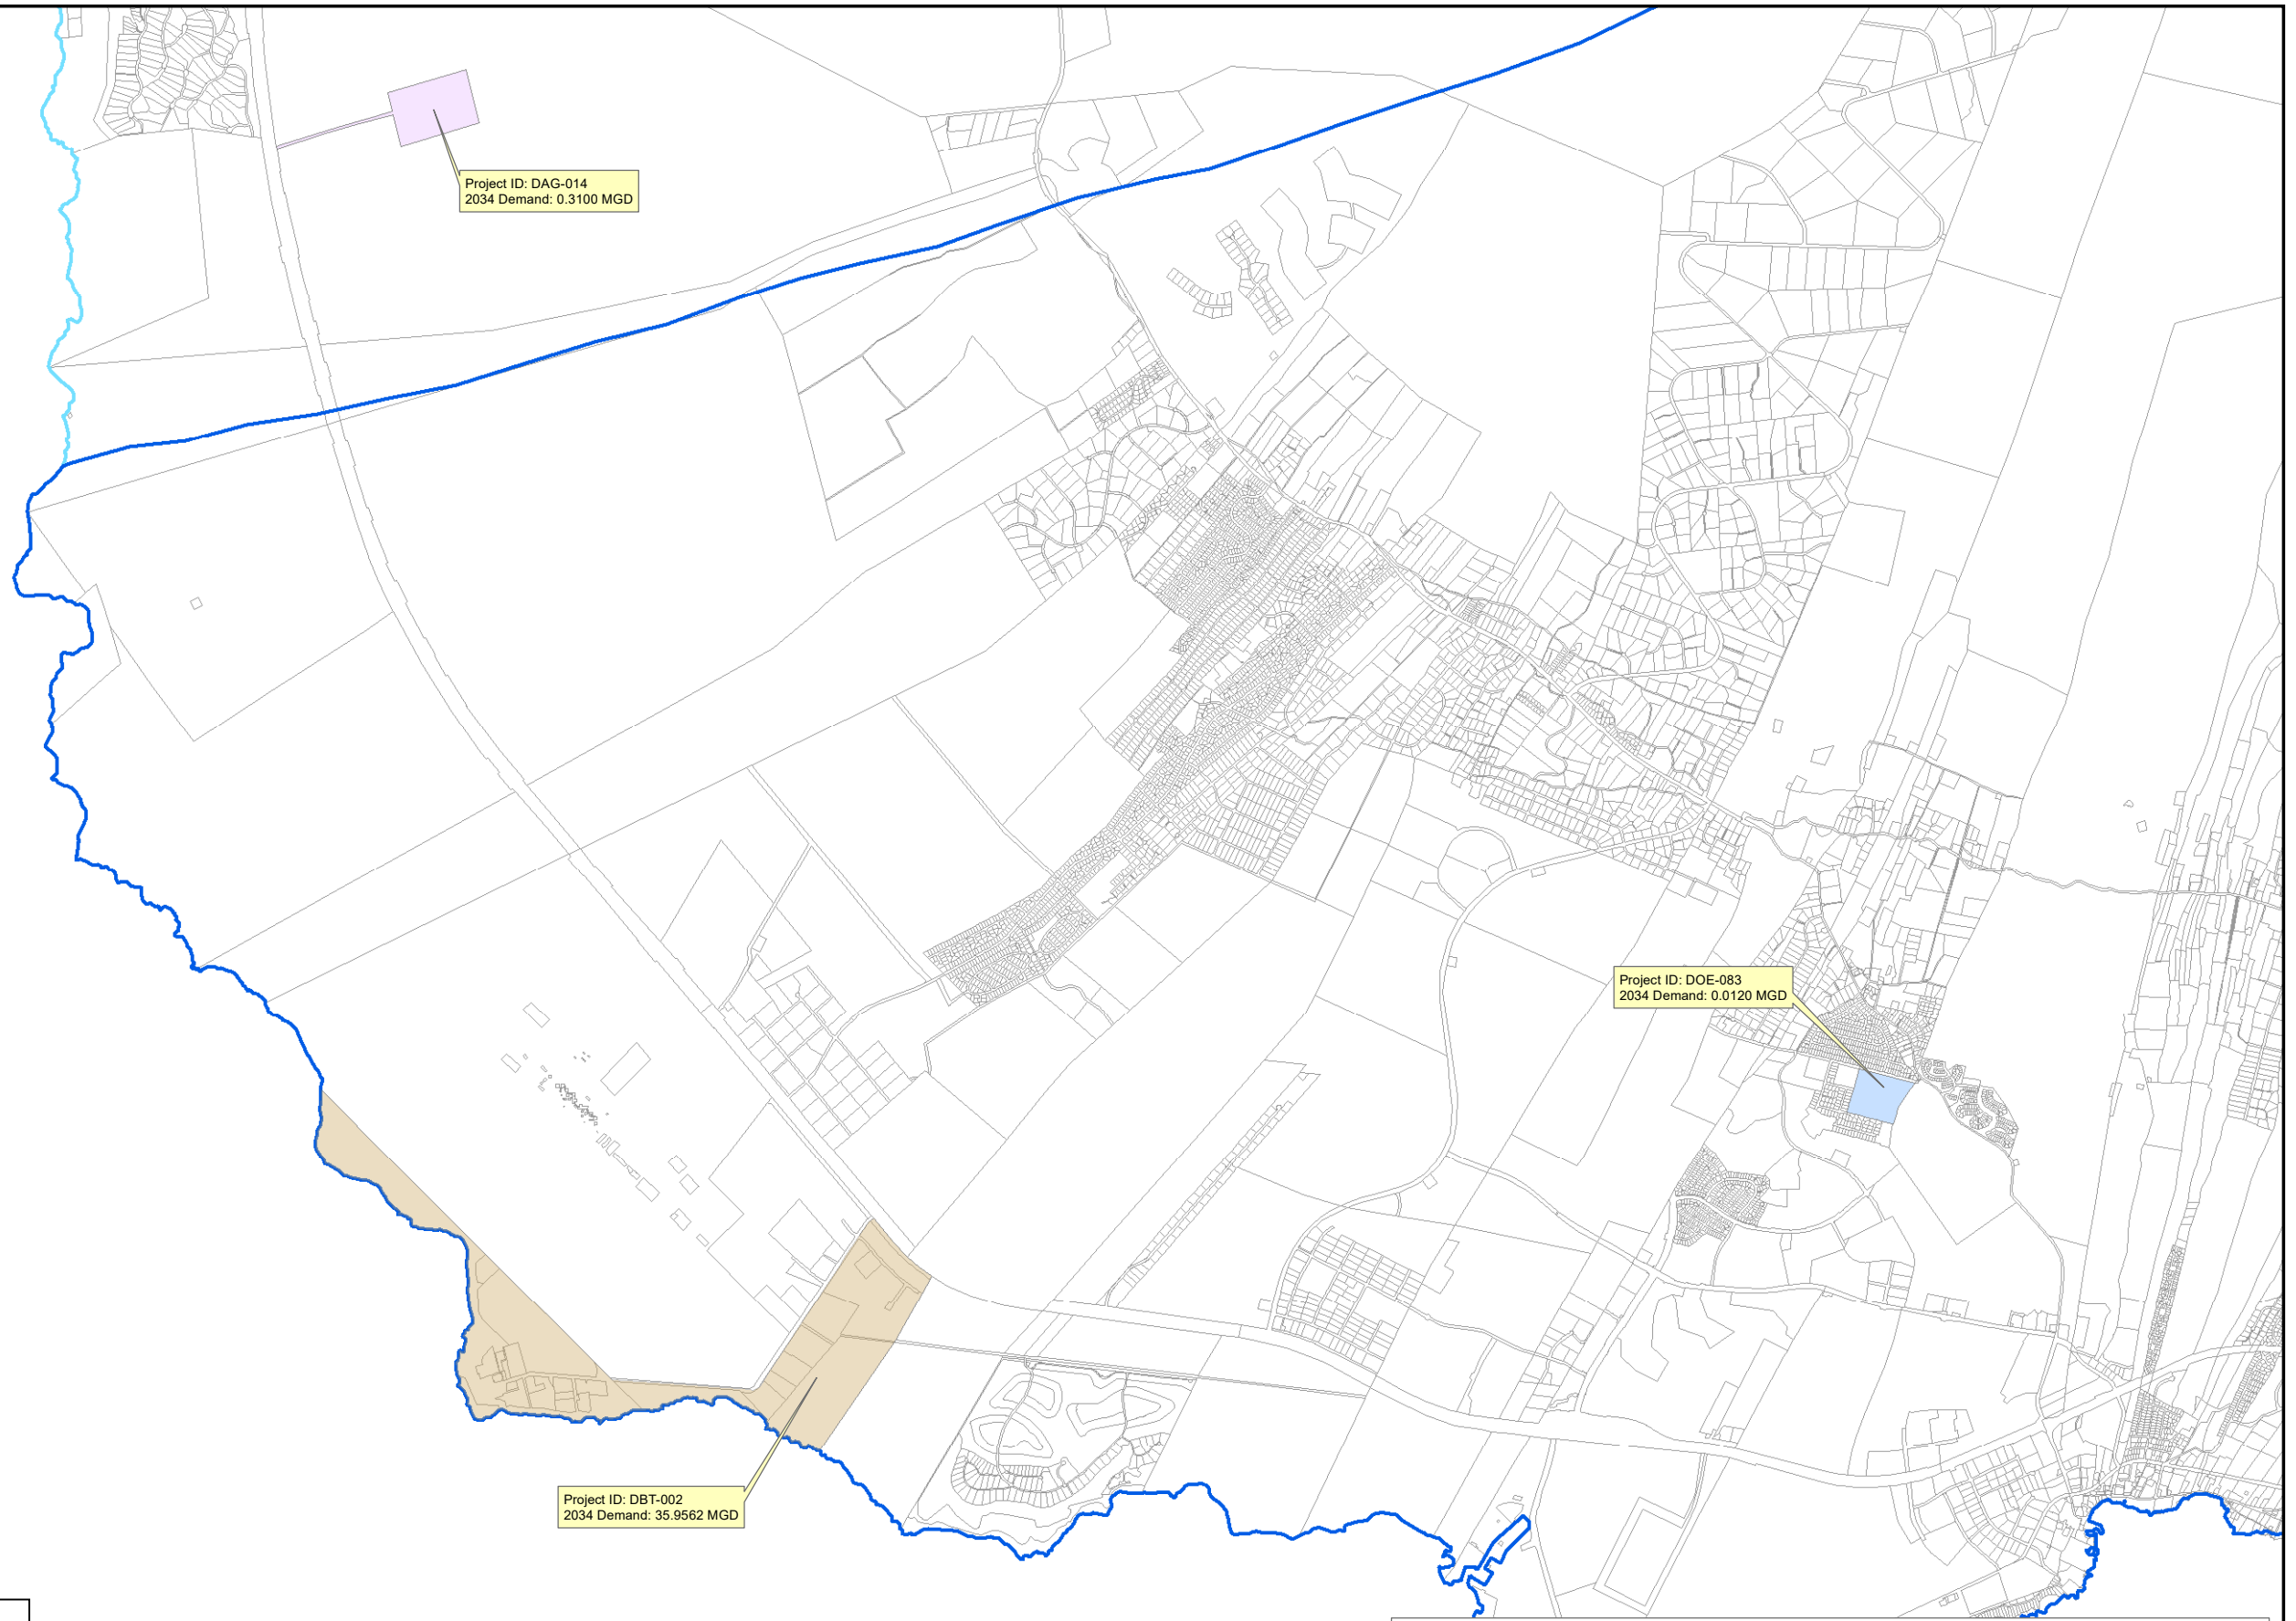 Project ID: DAG-014
2034 Demand: 0.3100 MGD
Project ID: DOE-083
2034 Demand: 0.0120 MGD
Project ID: DBT-002
2034 Demand: 35.9562 MGD